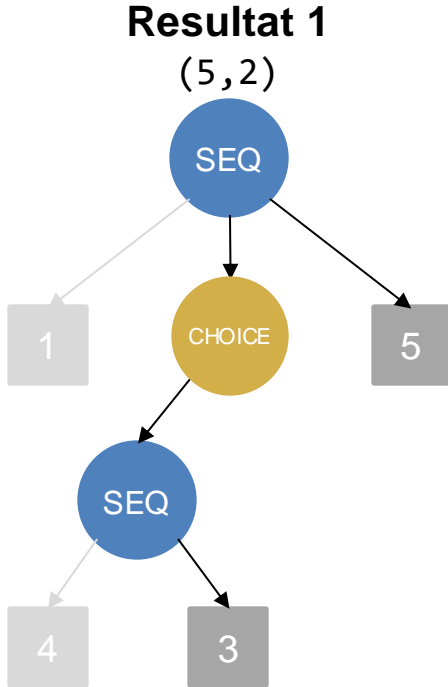 Resultat 1
(5,2)
SEQ
1
CHOICE
5
SEQ
4
3